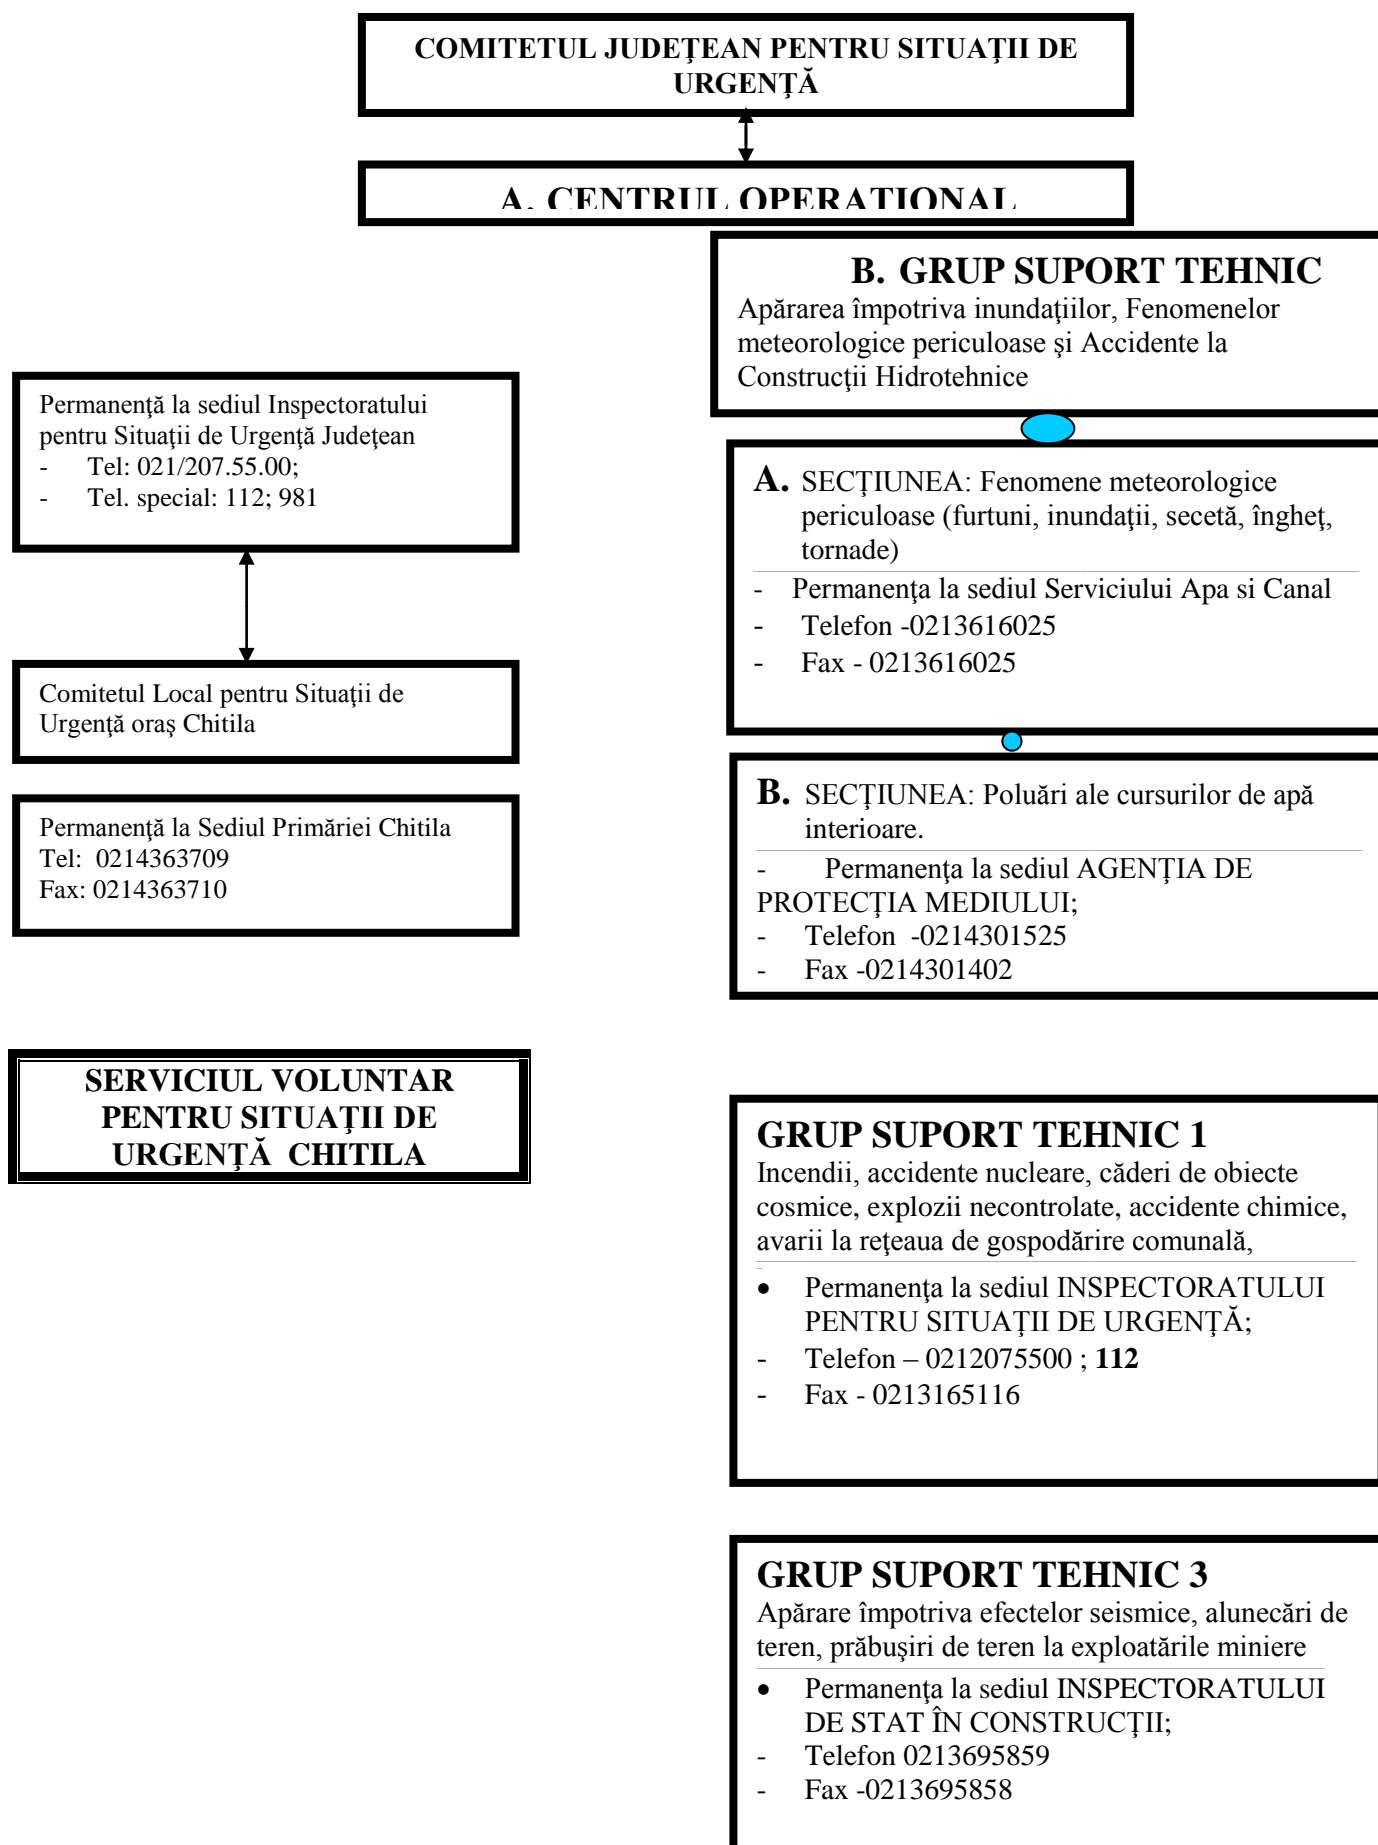 COMITETUL JUDEŢEAN PENTRU SITUAŢII DE
URGENŢĂ
A. CENTRUL OPERATIONAL
B. GRUP SUPORT TEHNIC
Apărarea împotriva inundaţiilor, Fenomenelor
meteorologice periculoase şi Accidente la
Construcţii Hidrotehnice
Permanenţă la sediul Inspectoratului
pentru Situaţii de Urgenţă Judeţean
- Tel: 021/207.55.00;
- Tel. special: 112; 981
A. SECŢIUNEA: Fenomene meteorologice
periculoase (furtuni, inundaţii, secetă, îngheţ,
tornade)
- Permanenţa la sediul Serviciului Apa si Canal
- Telefon -0213616025
- Fax - 0213616025
Comitetul Local pentru Situaţii de
Urgenţă oraş Chitila
Permanenţă la Sediul Primăriei Chitila
Tel: 0214363709
Fax: 0214363710
B. SECŢIUNEA: Poluări ale cursurilor de apă
interioare.
- Permanenţa la sediul AGENŢIA DE
PROTECŢIA MEDIULUI;
- Telefon -0214301525
- Fax -0214301402
SERVICIUL VOLUNTAR
PENTRU SITUAŢII DE
URGENŢĂ CHITILA
GRUP SUPORT TEHNIC 1
Incendii, accidente nucleare, căderi de obiecte
cosmice, explozii necontrolate, accidente chimice,
avarii la reţeaua de gospodărire comunală,
• Permanenţa la sediul INSPECTORATULUI
PENTRU SITUAŢII DE URGENŢĂ;
- Telefon – 0212075500 ; 112
- Fax - 0213165116
GRUP SUPORT TEHNIC 3
Apărare împotriva efectelor seismice, alunecări de
teren, prăbuşiri de teren la exploatările miniere
• Permanenţa la sediul INSPECTORATULUI
DE STAT ÎN CONSTRUCŢII;
- Telefon 0213695859
- Fax -0213695858